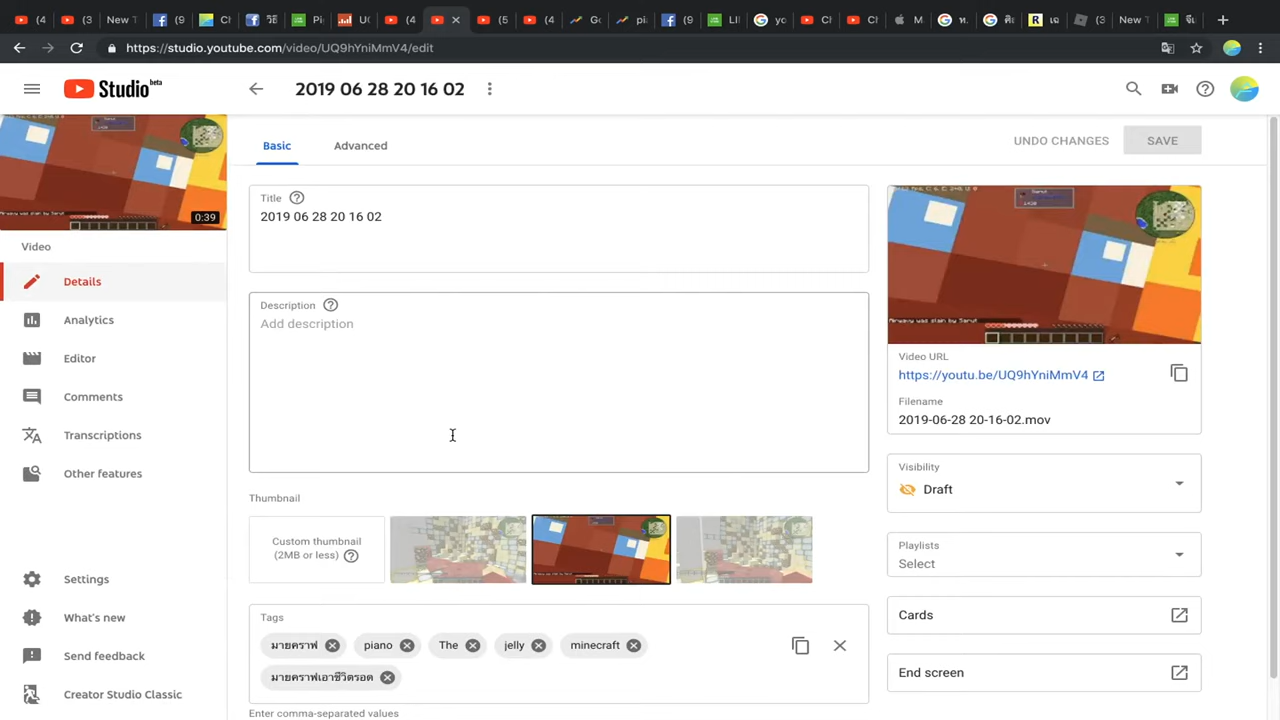 New T
https://studio.youtube.com/video/UQ9hYniMmV4/edit
Studio beta
2019 06 28 20 16 02
Basic
Advanced
UNDO CHANGES
SAVE
0:39
Video
Details
Analytics
Editor
Comments
Transcriptions
Other features
Settings
What's new
Send feedback
Creator Studio Classic
Title
2019 06 28 20 16 02
Description
Add description
Thumbnail
Custom thumbnail
(2MB or less)
Tags
มายคราฟ
piano
The
jelly
minecraft
มายคราฟเอาชีวิตรอด
Enter comma-separated values
Video URL
https://youtu.be/UQ9hYniMmV4
Filename
2019-06-28 20-16-02.mov
Visibility
Draft
Playlists
Select
Cards
End screen